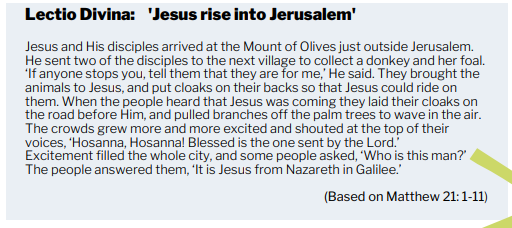 Lectio Divina: 'Jesus rise into Jerusalem'
Jesus and His disciples arrived at the Mount of Olives just outside Jerusalem.
He sent two of the disciples to the next village to collect a donkey and her foal.
'If anyone stops you, tell them that they are for me,' He said. They brought the
animals to Jesus, and put cloaks on their backs so that Jesus could ride on
them. When the people heard that Jesus was coming they laid their cloaks on
the road before Him, and pulled branches off the palm trees to wave in the air.
The crowds grew more and more excited and shouted at the top of their
voices, 'Hosanna, Hosanna! Blessed is the one sent by the Lord.'
Excitement filled the whole city, and some people asked, 'Who is this man?'
The people answered them, 'It is Jesus from Nazareth in Galilee.'
(Based on Matthew 21: 1-11)